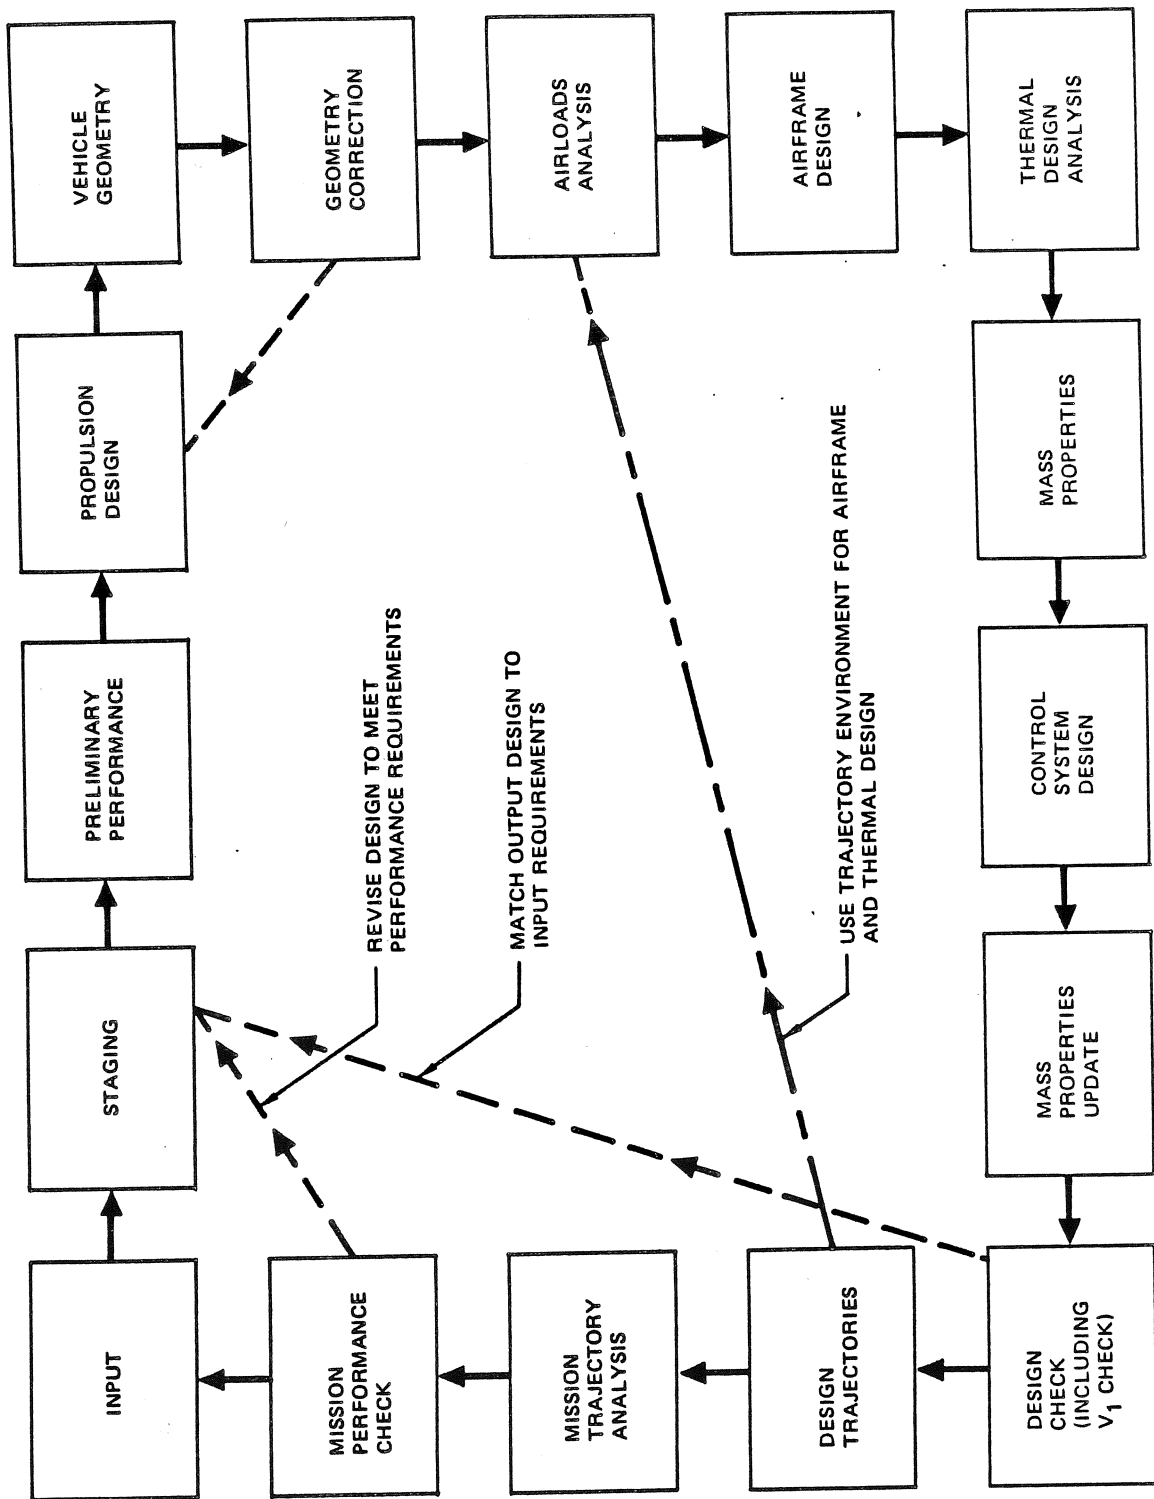 INPUT
STAGING
PRELIMINARY
PERFORMANCE
PROPULSION
DESIGN
VEHICLE
GEOMETRY
GEOMETRY
CORRECTION
AIRLOADS
ANALYSIS
AIRFRAME
DESIGN
THERMAL
DESIGN
ANALYSIS
MASS
PROPERTIES
CONTROL
SYSTEM
DESIGN
MASS
PROPERTIES
UPDATE
DESIGN
CHECK
(INCLUDING
V1 CHECK)
DESIGN
TRAJECTORIES
MISSION
TRAJECTORY
ANALYSIS
MISSION
PERFORMANCE
CHECK
REVISE DESIGN TO MEET
PERFORMANCE REQUIREMENTS
MATCH OUTPUT DESIGN TO
INPUT REQUIREMENTS
USE TRAJECTORY ENVIRONMENT FOR AIRFRAME
AND THERMAL DESIGN